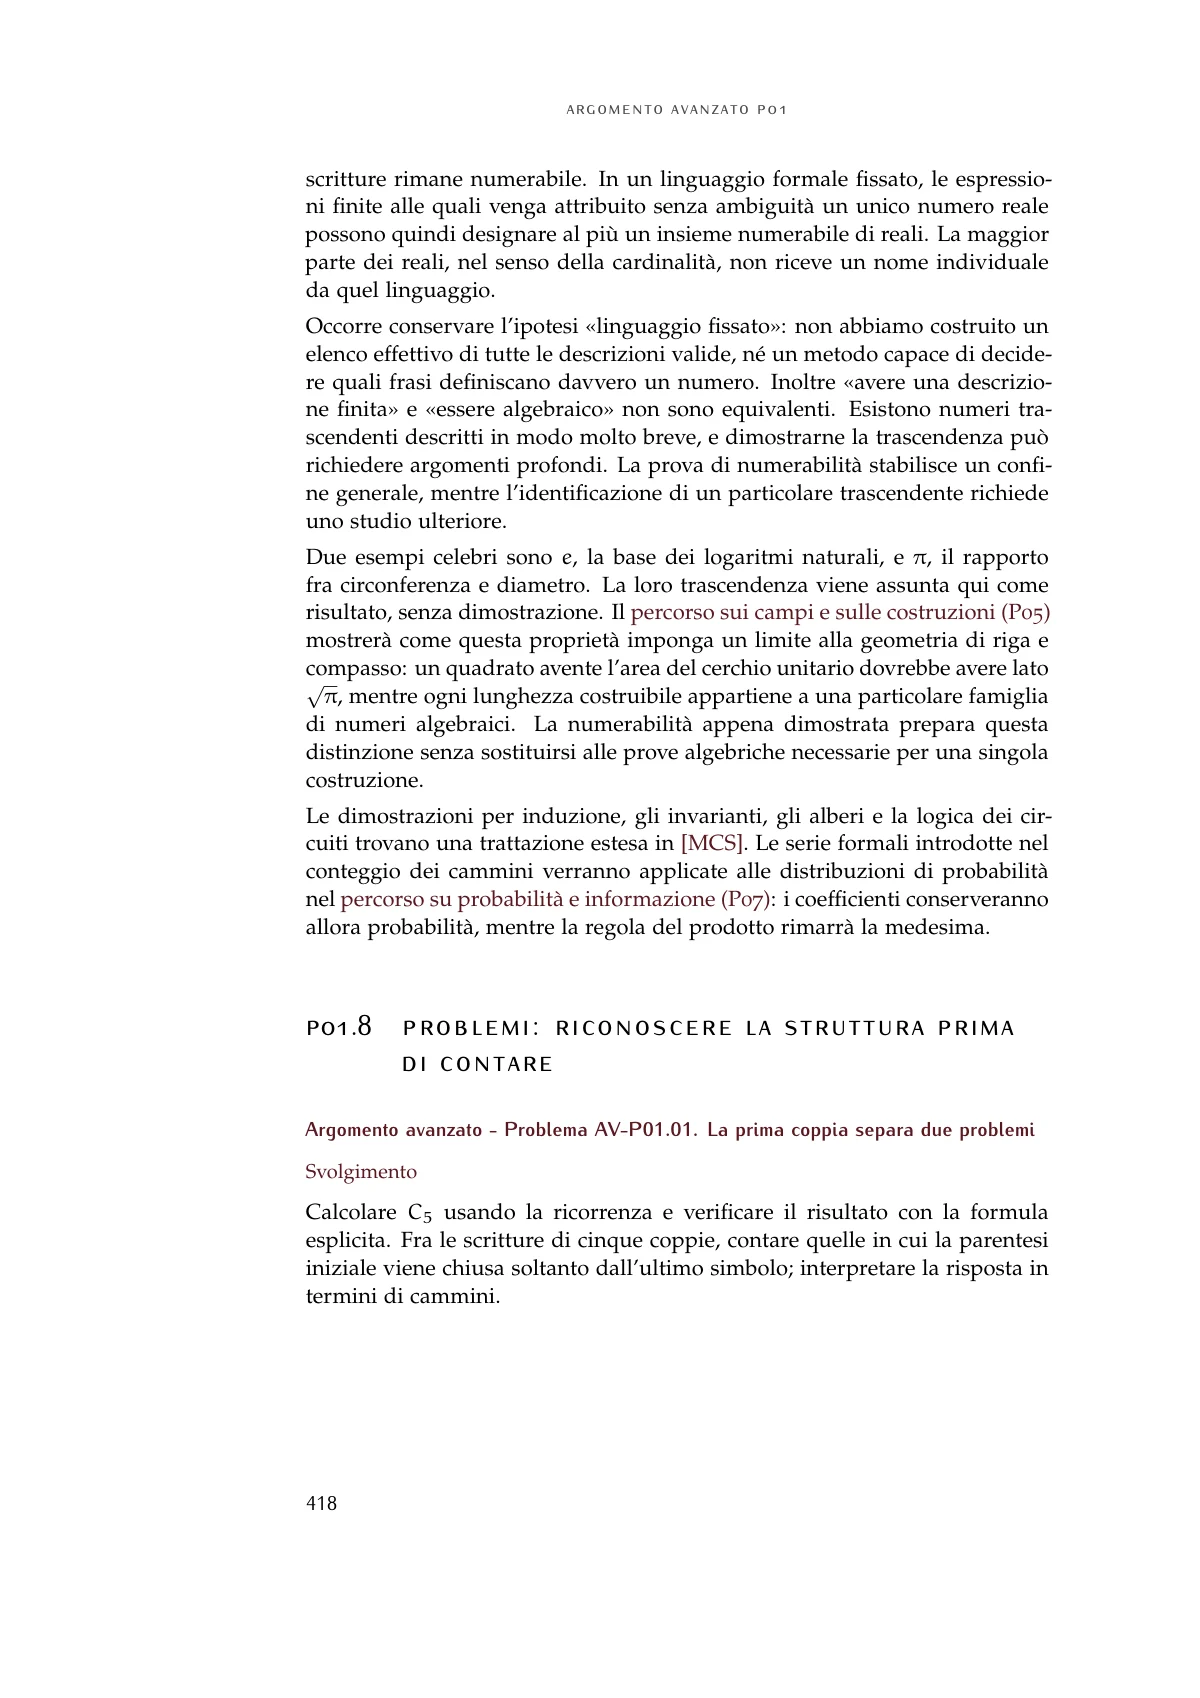 ARGOMENTO AVANZATO P01
scritture rimane numerabile. In un linguaggio formale fissato, le espressio-
ni finite alle quali venga attribuito senza ambiguità un unico numero reale
possono quindi designare al più un insieme numerabile di reali. La maggior
parte dei reali, nel senso della cardinalità, non riceve un nome individuale
da quel linguaggio.
Occorre conservare l'ipotesi «linguaggio fissato»: non abbiamo costruito un
elenco effettivo di tutte le descrizioni valide, né un metodo capace di decide-
re quali frasi definiscano davvero un numero. Inoltre «avere una descrizio-
ne finita» e «essere algebraico» non sono equivalenti. Esistono numeri tra-
scendenti descritti in modo molto breve, e dimostrarne la trascendenza può
richiedere argomenti profondi. La prova di numerabilità stabilisce un confi-
ne generale, mentre l'identificazione di un particolare trascendente richiede
uno studio ulteriore.
Due esempi celebri sono e, la base dei logaritmi naturali, e π, il rapporto
fra circonferenza e diametro. La loro trascendenza viene assunta qui come
risultato, senza dimostrazione. Il percorso sui campi e sulle costruzioni (P05)
mostrerà come questa proprietà imponga un limite alla geometria di riga e
compasso: un quadrato avente l'area del cerchio unitario dovrebbe avere lato
√π, mentre ogni lunghezza costruibile appartiene a una particolare famiglia
di numeri algebraici. La numerabilità appena dimostrata prepara questa
distinzione senza sostituirsi alle prove algebriche necessarie per una singola
costruzione.
Le dimostrazioni per induzione, gli invarianti, gli alberi e la logica dei cir-
cuiti trovano una trattazione estesa in [MCS]. Le serie formali introdotte nel
conteggio dei cammini verranno applicate alle distribuzioni di probabilità
nel percorso su probabilità e informazione (P07): i coefficienti conserveranno
allora probabilità, mentre la regola del prodotto rimarrà la medesima.
P01.8 PROBLEMI: RICONOSCERE LA STRUTTURA PRIMA
DI CONTARE
Argomento avanzato - Problema AV-P01.01. La prima coppia separa due problemi
Svolgimento
Calcolare C₅ usando la ricorrenza e verificare il risultato con la formula
esplicita. Fra le scritture di cinque coppie, contare quelle in cui la parentesi
iniziale viene chiusa soltanto dall'ultimo simbolo; interpretare la risposta in
termini di cammini.
418